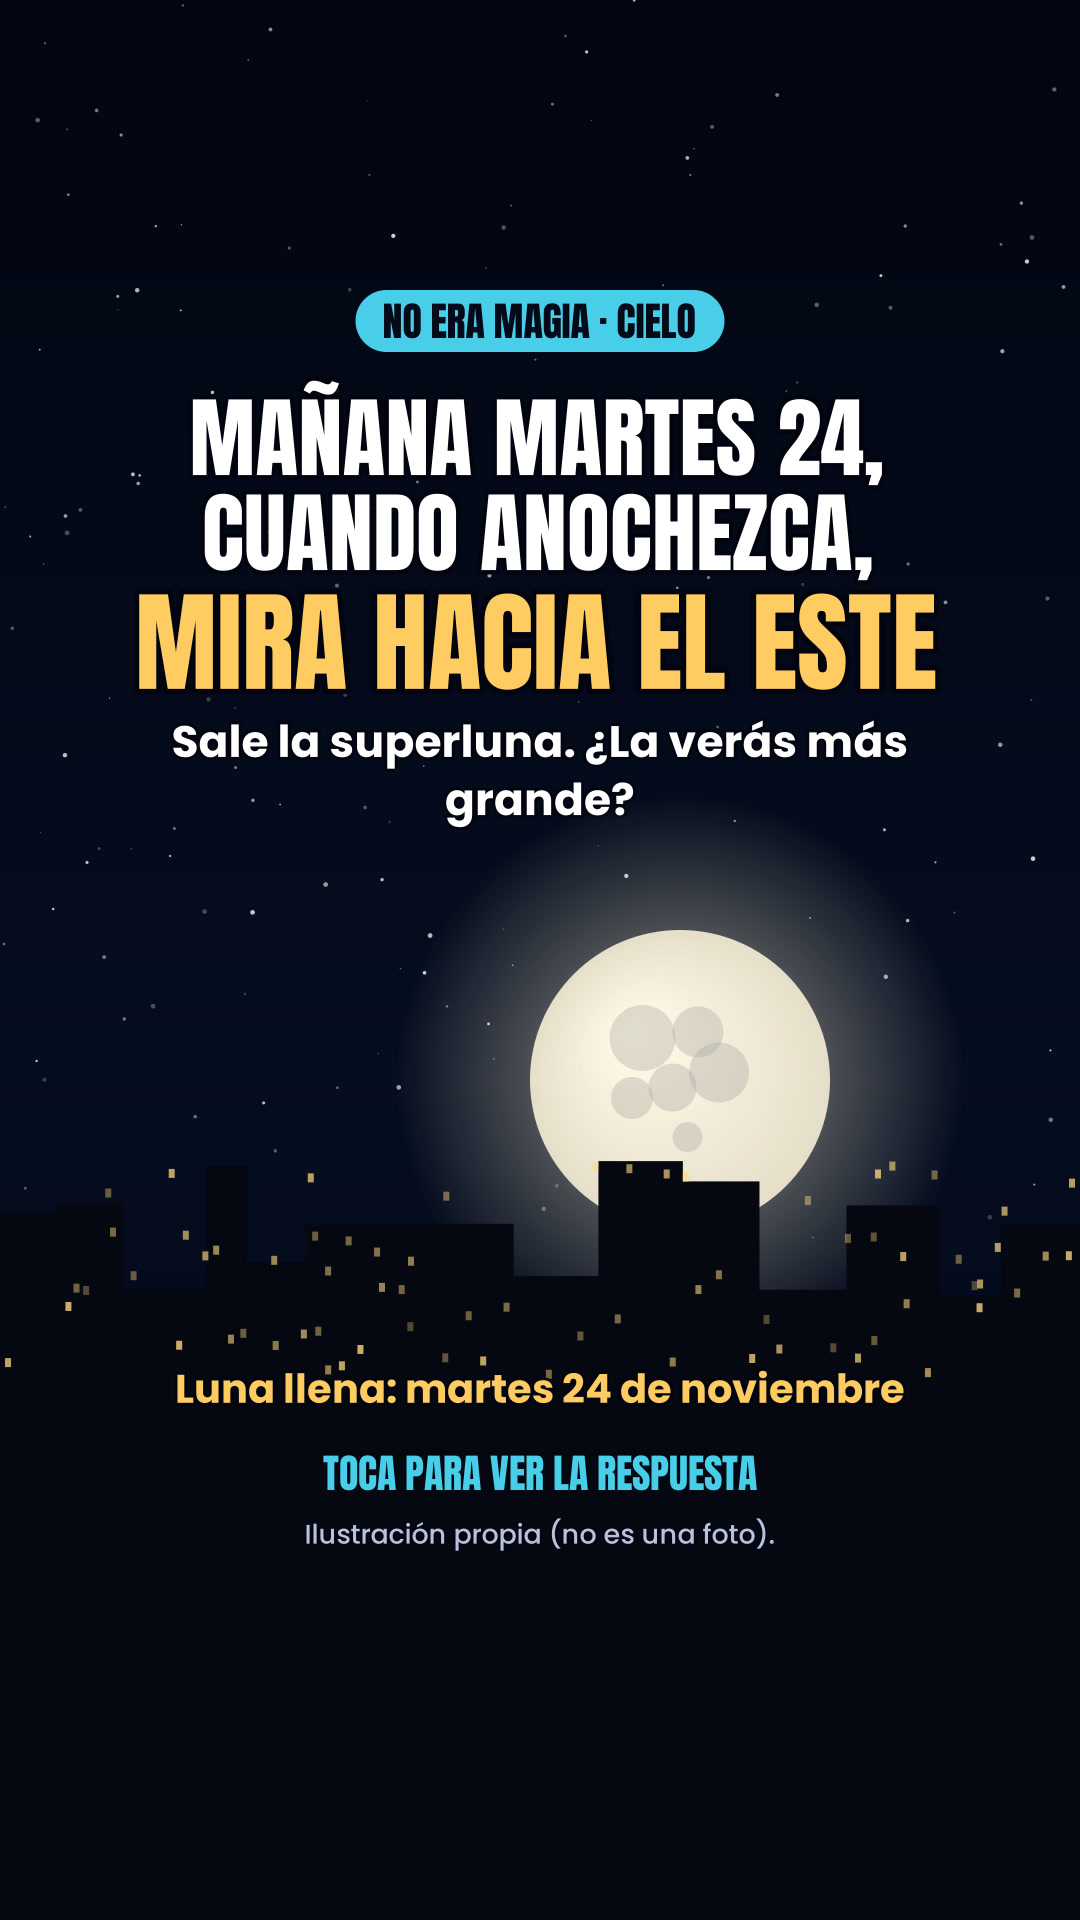 NO ERA MAGIA · CIELO
MAÑANA MARTES 24,
CUANDO ANOCHEZCA,
MIRA HACIA EL ESTE
Sale la superluna. ¿La verás más
grande?
Luna llena: martes 24 de noviembre
TOCA PARA VER LA RESPUESTA
Ilustración propia (no es una foto).